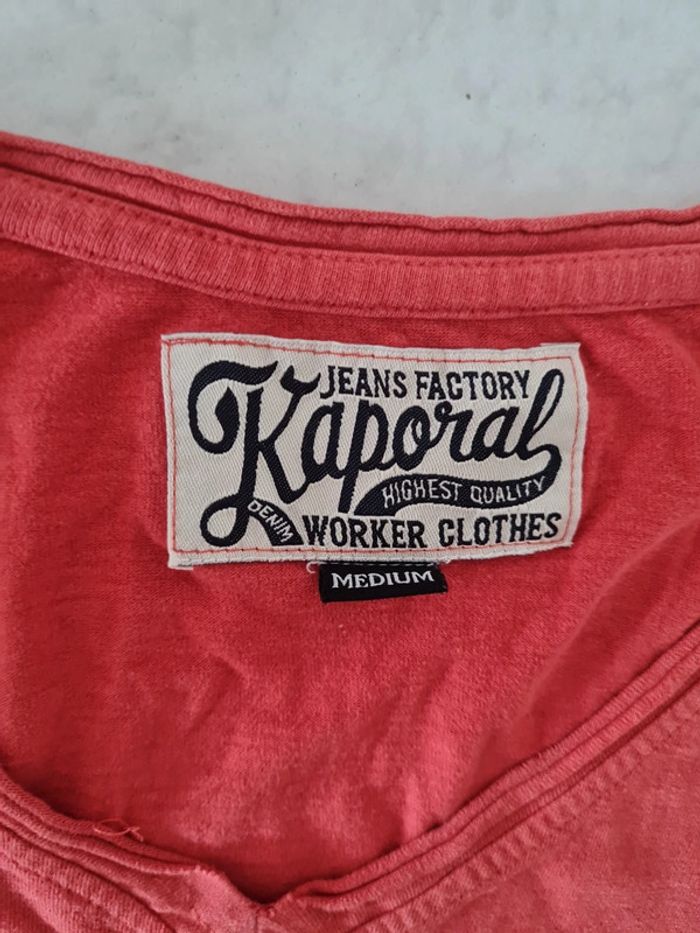 JEANS FACTORY
Kaporal
HIGHEST QUALITY
DENIM
WORKER CLOTHES
MEDIUM